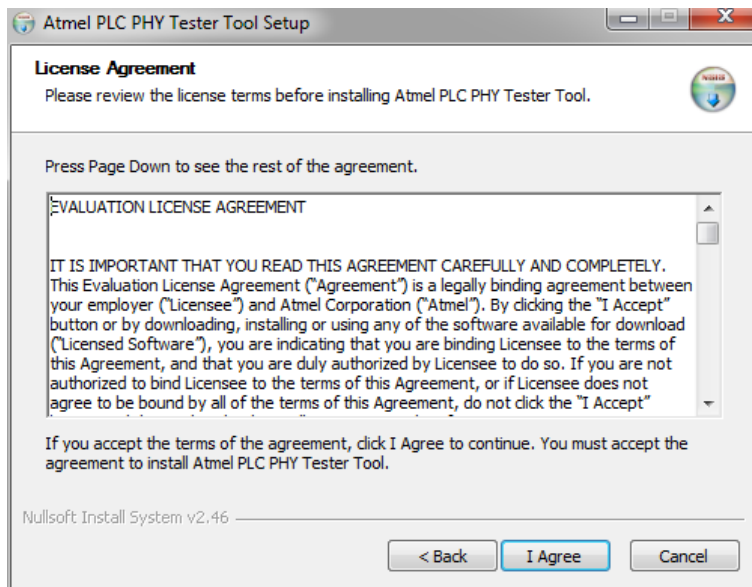 Atmel PLC PHY Tester Tool Setup
License Agreement
Please review the license terms before installing Atmel PLC PHY Tester Tool.
Press Page Down to see the rest of the agreement.
EVALUATION LICENSE AGREEMENT
IT IS IMPORTANT THAT YOU READ THIS AGREEMENT CAREFULLY AND COMPLETELY.
This Evaluation License Agreement (“Agreement”) is a legally binding agreement between
your employer (“Licensee”) and Atmel Corporation (“Atmel”). By clicking the “I Accept”
button or by downloading, installing or using any of the software available for download
(“Licensed Software”), you are indicating that you are binding Licensee to the terms of
this Agreement, and that you are duly authorized by Licensee to do so. If you are not
authorized to bind Licensee to the terms of this Agreement, or if Licensee does not
agree to be bound by all of the terms of this Agreement, do not click the “I Accept”
If you accept the terms of the agreement, click I Agree to continue. You must accept the
agreement to install Atmel PLC PHY Tester Tool.
Nullsoft Install System v2.46
< Back
I Agree
Cancel